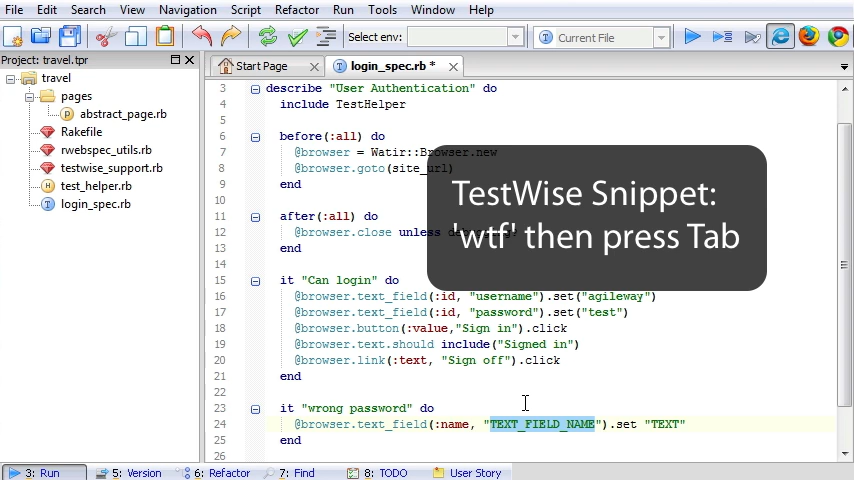 File Edit Search View Navigation Script Refactor Run Tools Window Help
Select env: Current File
Project: travel.tpr
Start Page login_spec.rb *
travel
pages
abstract_page.rb
Rakefile
rwebspec_utils.rb
testwise_support.rb
test_helper.rb
login_spec.rb
3 describe "User Authentication" do
4 include TestHelper
5
6 before(:all) do
7 @browser = Watir::Browser.new
8 @browser.goto(site_url)
9 end
10
11 after(:all) do
12 @browser.close unless
13 end
14
15 it "Can login" do
16 @browser.text_field(:id, "username").set("agileway")
17 @browser.text_field(:id, "password").set("test")
18 @browser.button(:value,"Sign in").click
19 @browser.text.should include("Signed in")
20 @browser.link(:text, "Sign off").click
21 end
22
23 it "wrong password" do
24 @browser.text_field(:name, "TEXT_FIELD_NAME").set "TEXT"
25 end
26
TestWise Snippet:
'wtf' then press Tab
3: Run 5: Version 6: Refactor 7: Find 8: TODO User Story